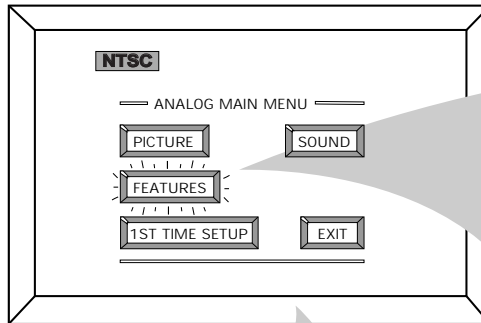 NTSC
ANALOG MAIN MENU
PICTURE SOUND
FEATURES
1ST TIME SETUP EXIT